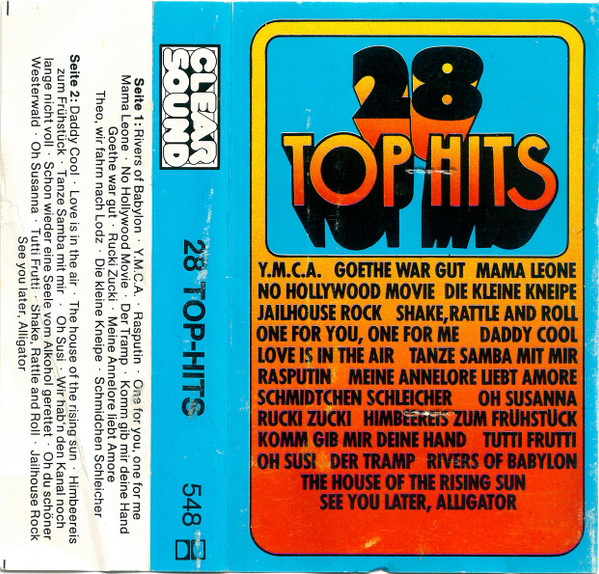 28
TOP HITS
Y.M.C.A. GOETHE WAR GUT MAMA LEONE
NO HOLLYWOOD MOVIE DIE KLEINE KNEIPE
JAILHOUSE ROCK SHAKE, RATTLE AND ROLL
ONE FOR YOU, ONE FOR ME DADDY COOL
LOVE IS IN THE AIR TANZE SAMBA MIT MIR
RASPUTIN MEINE ANNELORE LIEBT AMORE
SCHMIDTCHEN SCHLEICHER OH SUSANNA
RUCKI ZUCKI HIMBEEREIS ZUM FRÜHSTÜCK
KOMM GIB MIR DEINE HAND TUTTI FRUTTI
OH SUSI DER TRAMP RIVERS OF BABYLON
THE HOUSE OF THE RISING SUN
SEE YOU LATER, ALLIGATOR
CLEAR
SOUND
28 TOP-HITS
548
Seite 1: Rivers of Babylon · Y.M.C.A. · Rasputin · One for you, one for me
Mama Leone · No Hollywood Movie · Der Tramp · Komm gib mir deine Hand
Goethe war gut · Rucki Zucki · Meine Annelore liebt Amore
Theo, wir fahrn nach Lodz · Die kleine Kneipe · Schmidchen Schleicher
Seite 2: Daddy Cool · Love is in the air · The house of the rising sun · Himbeereis
zum Frühstück · Tanze Samba mit mir · Oh Susi · Wir hab'n den Kanal noch
lange nicht voll · Schon wieder eine Seele vom Alkohol gerettet · Oh du schöner
Westerwald · Oh Susanna · Tutti Frutti · Shake, Rattle and Roll · Jailhouse Rock
See you later, Alligator